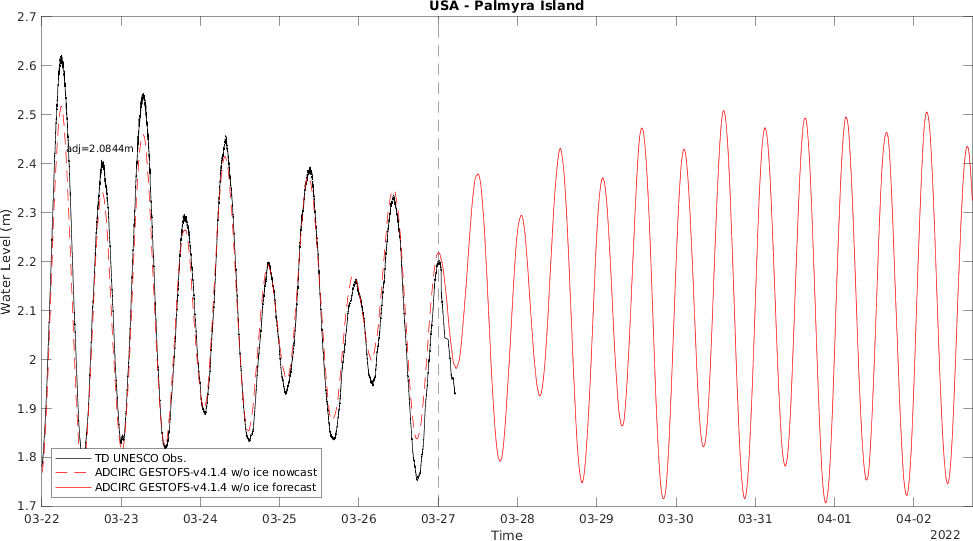 USA - Palmyra Island
2.7
2.6
2.5
2.4
2.3
2.2
2.1
2
1.9
1.8
1.7
Water Level (m)
adj=2.0844m
TD UNESCO Obs.
ADCIRC GESTOFS-v4.1.4 w/o ice nowcast
ADCIRC GESTOFS-v4.1.4 w/o ice forecast
03-22 03-23 03-24 03-25 03-26 03-27 03-28 03-29 03-30 03-31 04-01 04-02
Time
2022